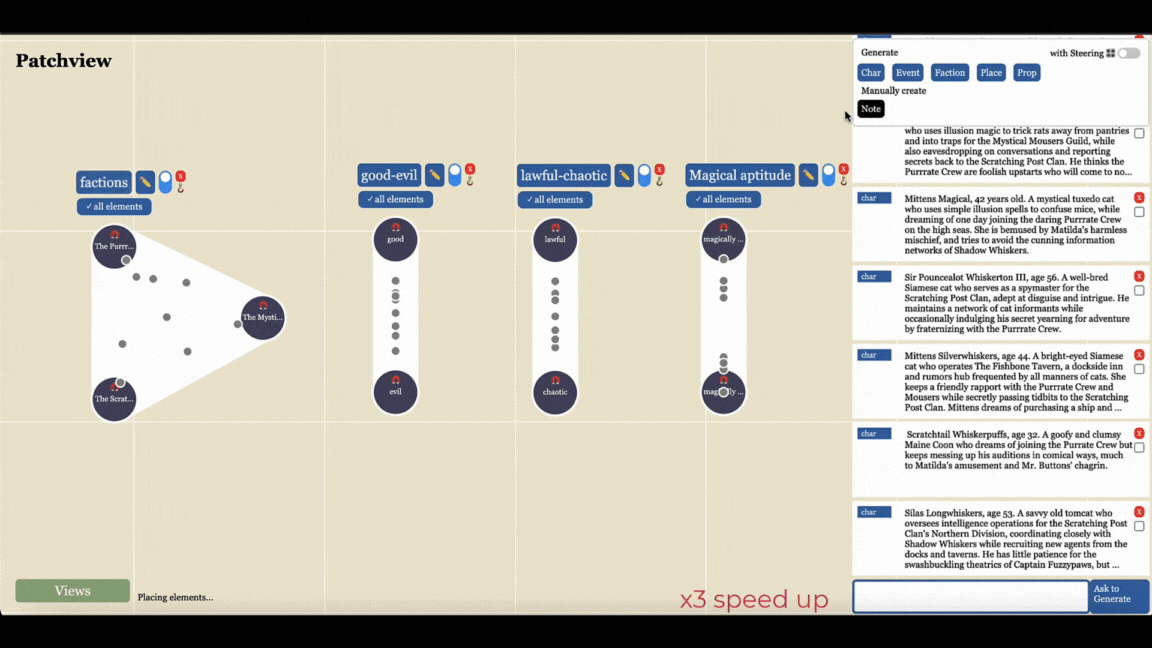 Patchview
Generate
with Steering
Char
Event
Faction
Place
Prop
Manually create
Note
factions
✓all elements
good-evil
✓all elements
lawful-chaotic
✓all elements
Magical aptitude
✓all elements
The Purrr...
The Mysti...
The Scrat...
good
evil
lawful
chaotic
magically ...
who uses illusion magic to trick rats away from pantries
and into traps for the Mystical Mousers Guild, while
also eavesdropping on conversations and reporting
secrets back to the Scratching Post Clan. He thinks the
Purrrate Crew are foolish upstarts who will come to no...
X
char
Mittens Magical, 42 years old. A mystical tuxedo cat
who uses simple illusion spells to confuse mice, while
dreaming of one day joining the daring Purrrate Crew
on the high seas. She is bemused by Matilda's harmless
mischief, and tries to avoid the cunning information
networks of Shadow Whiskers.
X
char
Sir Pouncealot Whiskerton III, age 56. A well-bred
Siamese cat who serves as a spymaster for the
Scratching Post Clan, adept at disguise and intrigue. He
maintains a network of cat informants while
occasionally indulging his secret yearning for adventure
by fraternizing with the Purrrate Crew.
X
char
Mittens Silverwhiskers, age 44. A bright-eyed Siamese
cat who operates The Fishbone Tavern, a dockside inn
and rumors hub frequented by all manners of cats. She
keeps a friendly rapport with the Purrrate Crew and
Mousers while secretly passing tidbits to the Scratching
Post Clan. Mittens dreams of purchasing a ship and ...
X
char
Scratchtail Whiskerpuffs, age 32. A goofy and clumsy
Maine Coon who dreams of joining the Purrate Crew but
keeps messing up his auditions in comical ways, much
to Matilda's amusement and Mr. Buttons' chagrin.
X
char
Silas Longwhiskers, age 53. A savvy old tomcat who
oversees intelligence operations for the Scratching Post
Clan's Northern Division, coordinating closely with
Shadow Whiskers while recruiting new agents from the
docks and taverns. He has little patience for the
swashbuckling theatrics of Captain Fuzzypaws, but ...
X
Views
Placing elements...
x3 speed up
Ask to
Generate